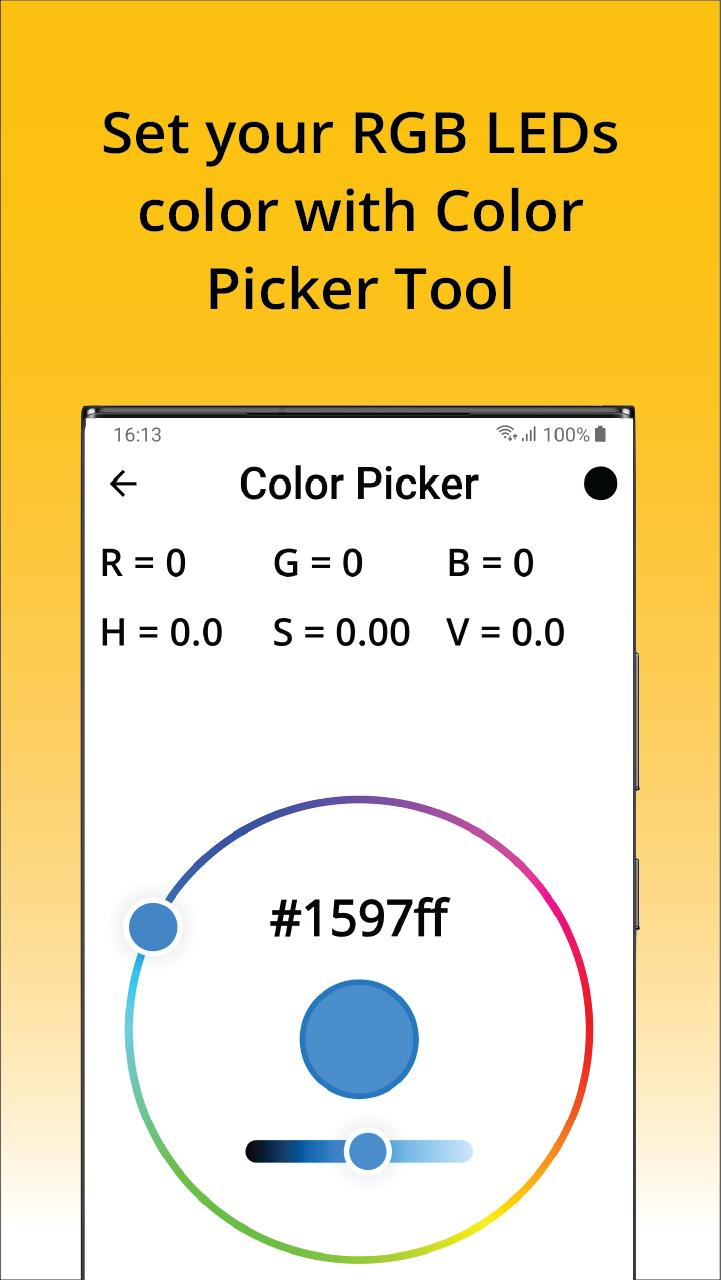 Set your RGB LEDs
color with Color
Picker Tool
16:13 100%
Color Picker
R = 0 G = 0 B = 0
H = 0.0 S = 0.00 V = 0.0
#1597ff